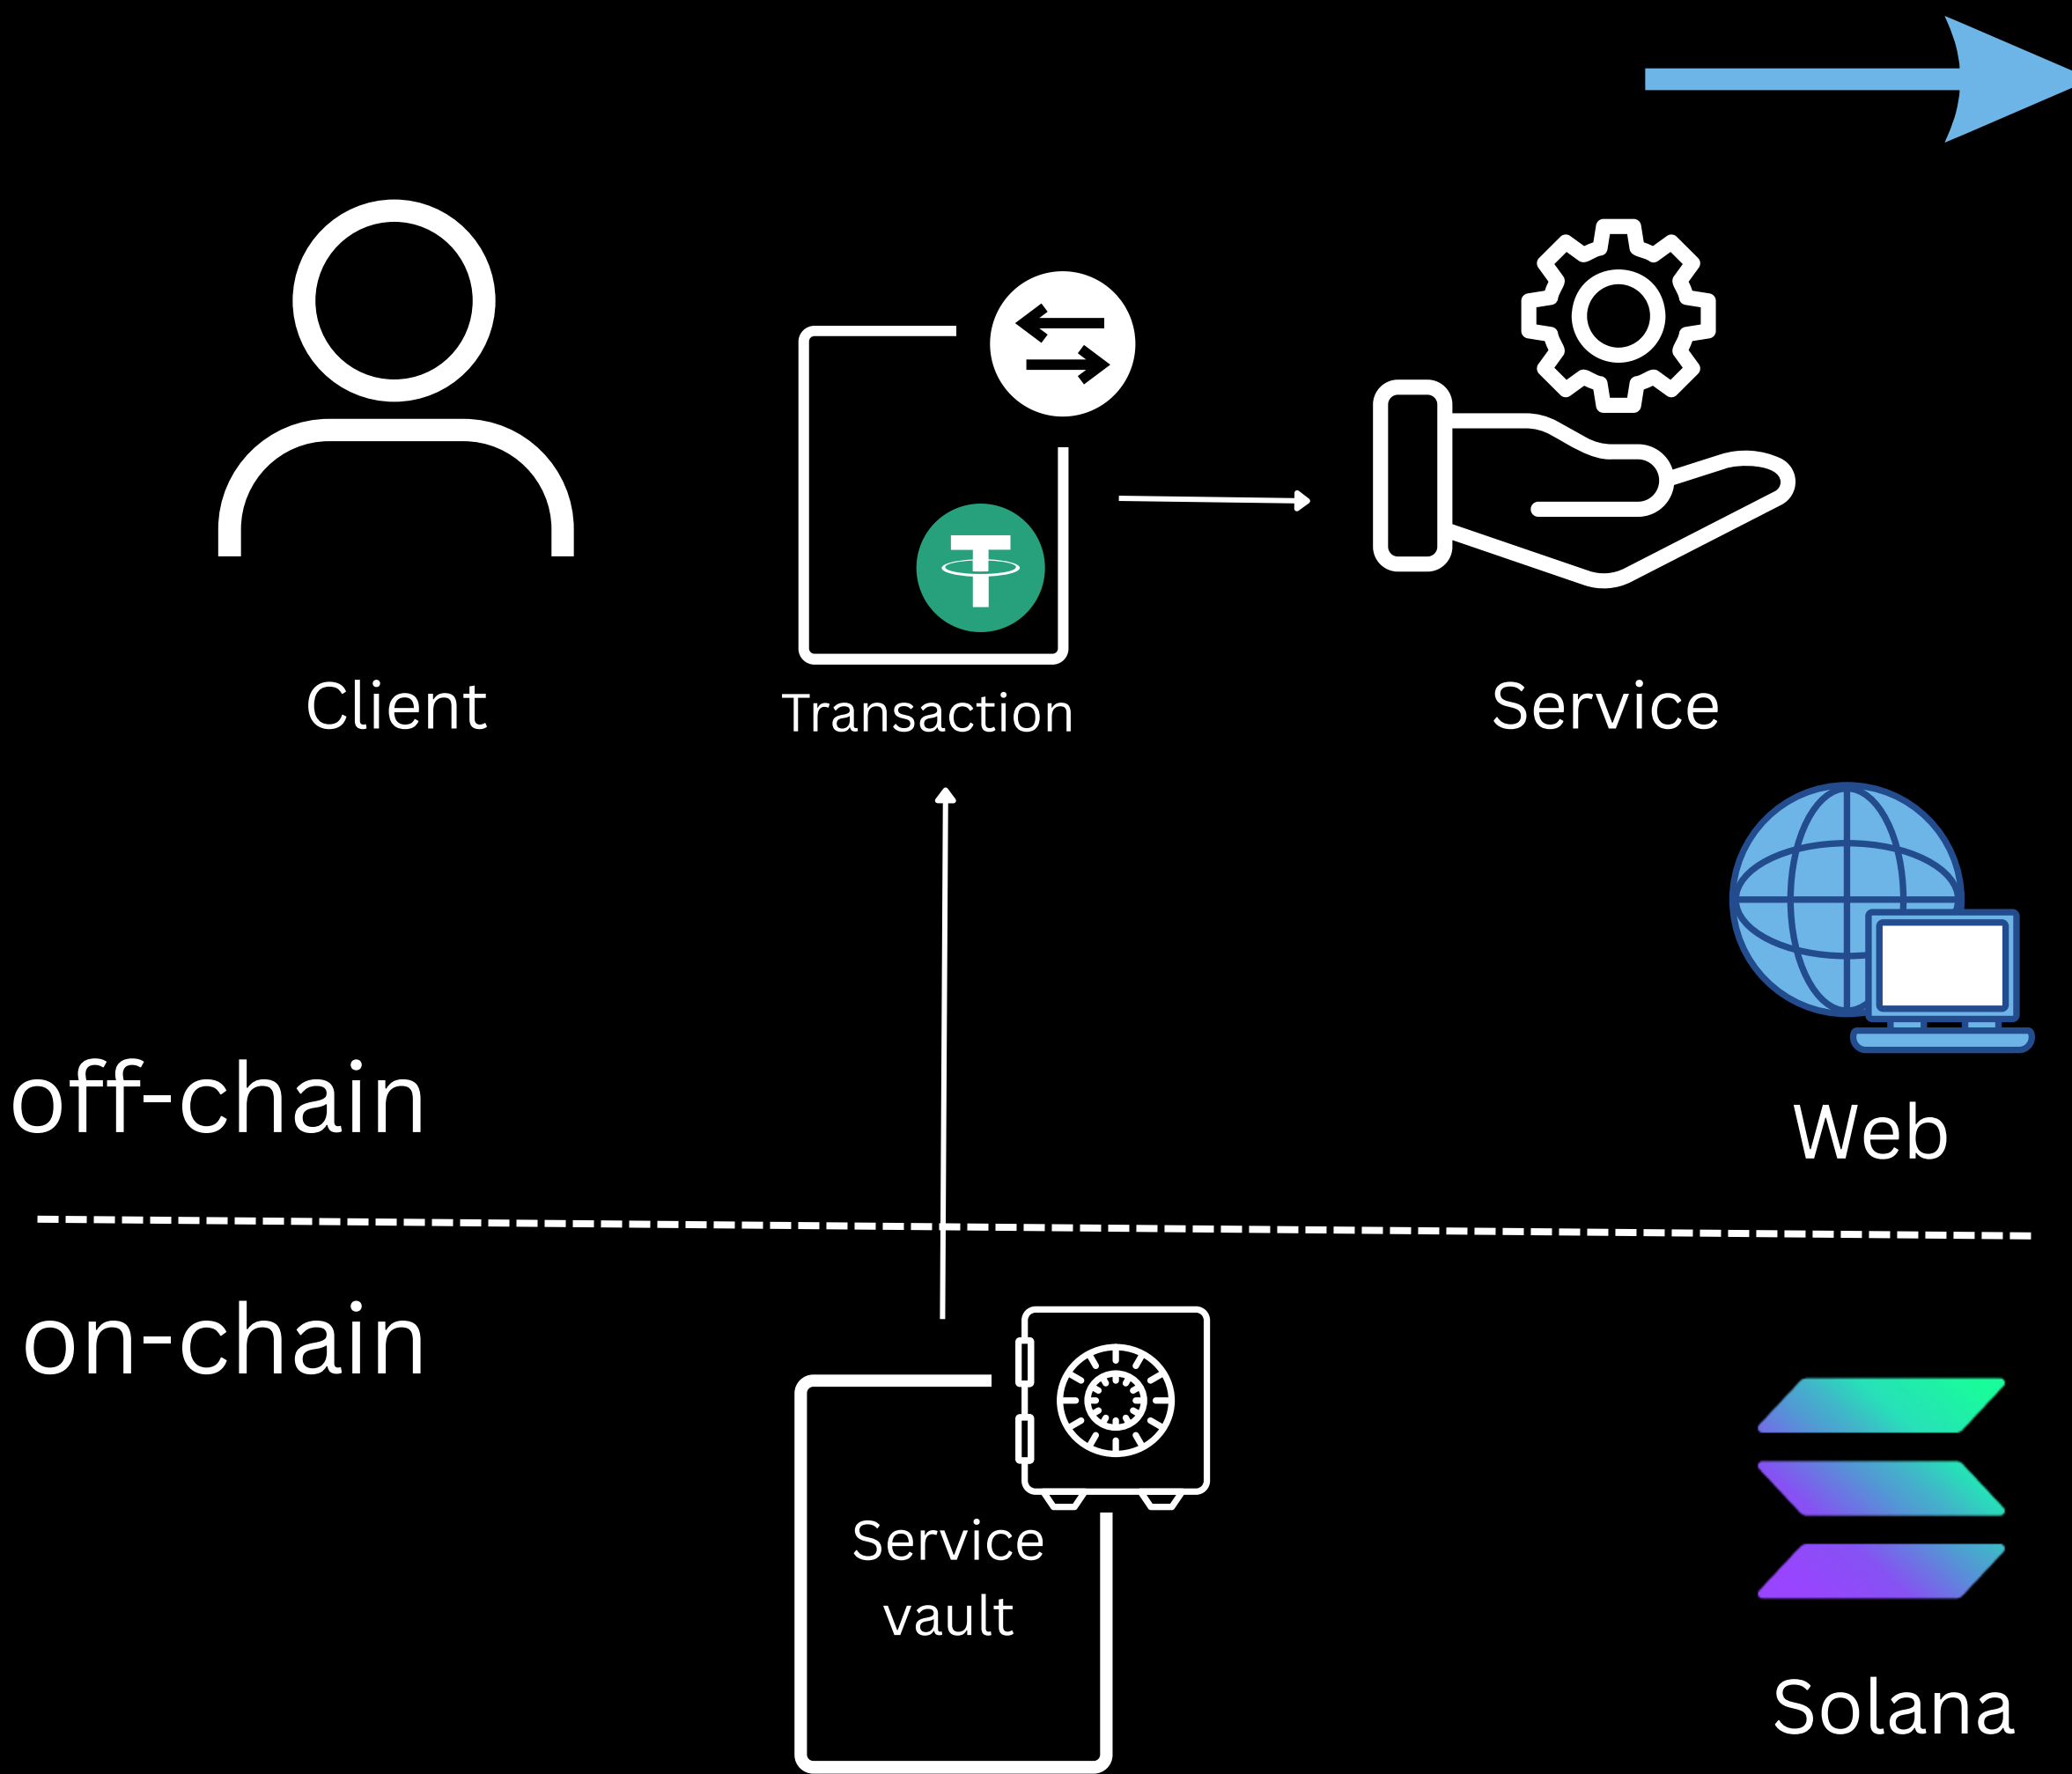 Client
Transaction
Service
off-chain
Web
on-chain
Service
vault
Solana